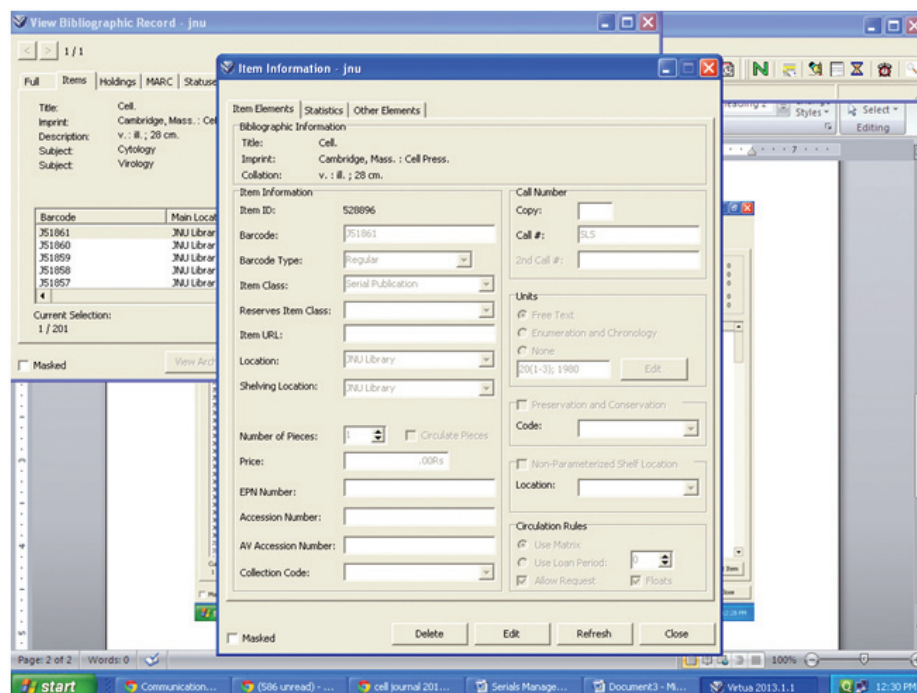 View Bibliographic Record - jnu
1/1
Full Items Holdings MARC Statuse
Title: Cell.
Imprint: Cambridge, Mass. : Cel
Description: v. : ill. ; 28 cm.
Subject: Cytology
Subject: Virology
Barcode Main Locat
J51861 JNU Librar
J51860 JNU Librar
J51859 JNU Librar
J51858 JNU Librar
J51857 JNU Librar
Current Selection:
1 / 201
Masked View Arch
Item Information - jnu
Item Elements Statistics Other Elements
Bibliographic Information
Title: Cell.
Imprint: Cambridge, Mass. : Cell Press.
Collation: v. : ill. ; 28 cm.
Item Information
Item ID: 528896
Barcode: J51861
Barcode Type: Regular
Item Class: Serial Publication
Reserves Item Class:
Item URL:
Location: JNU Library
Shelving Location: JNU Library
Number of Pieces: 1 Circulate Pieces
Price: .00Rs
EPN Number:
Accession Number:
AV Accession Number:
Collection Code:
Call Number
Copy:
Call #: SLS
2nd Call #:
Units
Free Text
Enumeration and Chronology
None
20(1-3); 1980 Edit
Preservation and Conservation
Code:
Non-Parameterized Shelf Location
Location:
Circulation Rules
Use Matrix
Use Loan Period: 0
Allow Request Floats
Masked Delete Edit Refresh Close
Styles Select
Editing
7
Page: 2 of 2 Words: 0 100%
start Communication... (586 unread) - ... cell journal 201... Serials Manage... Document3 - Mi... Virtua 2013.1.1 12:30 PM